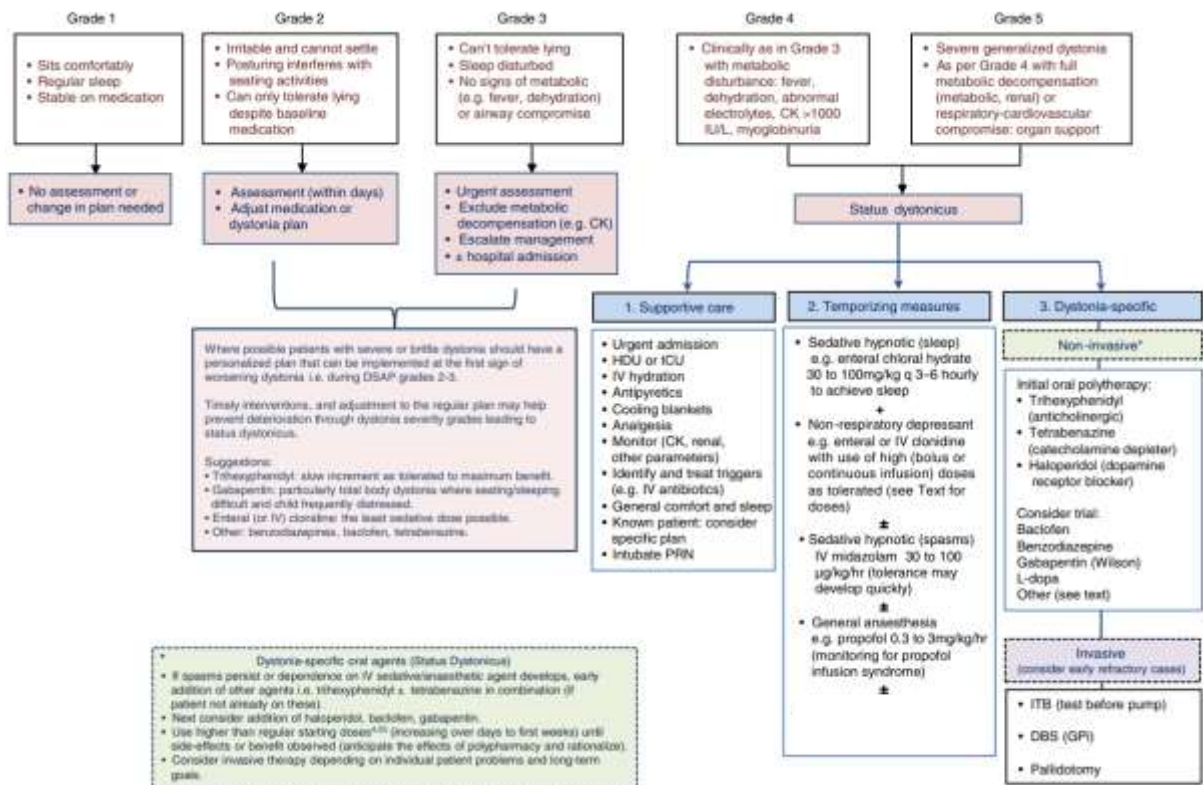 Grade 1
Grade 2
Grade 3
Grade 4
Grade 5
• Sits comfortably
• Regular sleep
• Stable on medication
• Irritable and cannot settle
• Posturing interferes with
seating activities
• Can only tolerate lying
despite baseline
medication
• Can't tolerate lying
• Sleep disturbed
• No signs of metabolic
(e.g. fever, dehydration)
or airway compromise
• Clinically as in Grade 3
with metabolic
disturbance: fever,
dehydration, abnormal
electrolytes, CK >1000
IU/L, myoglobinuria
• Severe generalized dystonia
• As per Grade 4 with full
metabolic decompensation
(metabolic, renal) or
respiratory-cardiovascular
compromise: organ support
• No assessment or
change in plan needed
• Assessment (within days)
• Adjust medication or
dystonia plan
• Urgent assessment
• Exclude metabolic
decompensation (e.g. CK)
• Escalate management
• ± hospital admission
Status dystonicus
Where possible patients with severe or brittle dystonia should have a
personalized plan that can be implemented at the first sign of
worsening dystonia i.e. during DSAP grades 2-3.
Timely interventions, and adjustment to the regular plan may help
prevent deterioration through dystonia severity grades leading to
status dystonicus.
Suggestions:
• Trihexyphenidyl: slow increment as tolerated to maximum benefit.
• Gabapentin: particularly total body dystonia where seating/sleeping
difficult and child frequently distressed.
• Enteral (or IV) clonidine: the least sedative dose possible.
• Other: benzodiazepines, baclofen, tetrabenazine.
1. Supportive care
• Urgent admission
• HDU or ICU
• IV hydration
• Antipyretics
• Cooling blankets
• Analgesia
• Monitor (CK, renal,
other parameters)
• Identify and treat triggers
(e.g. IV antibiotics)
• General comfort and sleep
• Known patient: consider
specific plan
• Intubate PRN
2. Temporizing measures
• Sedative hypnotic (sleep)
e.g. enteral chloral hydrate
30 to 100mg/kg q 3–6 hourly
to achieve sleep
+
• Non-respiratory depressant
e.g. enteral or IV clonidine
with use of high (bolus or
continuous infusion) doses
as tolerated (see Text for
doses)
±
• Sedative hypnotic (spasms)
IV midazolam 30 to 100
µg/kg/hr (tolerance may
develop quickly)
±
• General anaesthesia
e.g. propofol 0.3 to 3mg/kg/hr
(monitoring for propofol
infusion syndrome)
±
3. Dystonia-specific
Non-invasive*
Initial oral polytherapy:
• Trihexyphenidyl
(anticholinergic)
• Tetrabenazine
(catecholamine depleter)
• Haloperidol (dopamine
receptor blocker)
Consider trial:
Baclofen
Benzodiazepine
Gabapentin (Wilson)
L-dopa
Other (see text)
Invasive
(consider early refractory cases)
• ITB (test before pump)
• DBS (GPi)
• Pallidotomy
*
Dystonia-specific oral agents (Status Dystonicus)
• If spasms persist or dependence on IV sedative/anaesthetic agent develops, early
addition of other agents i.e. trihexyphenidyl ± tetrabenazine in combination (if
patient not already on these).
• Next consider addition of haloperidol, baclofen, gabapentin.
• Use higher than regular starting doses (increasing over days to first weeks) until
side-effects or benefit observed (anticipate the effects of polypharmacy and rationalize).
• Consider invasive therapy depending on individual patient problems and long-term
goals.